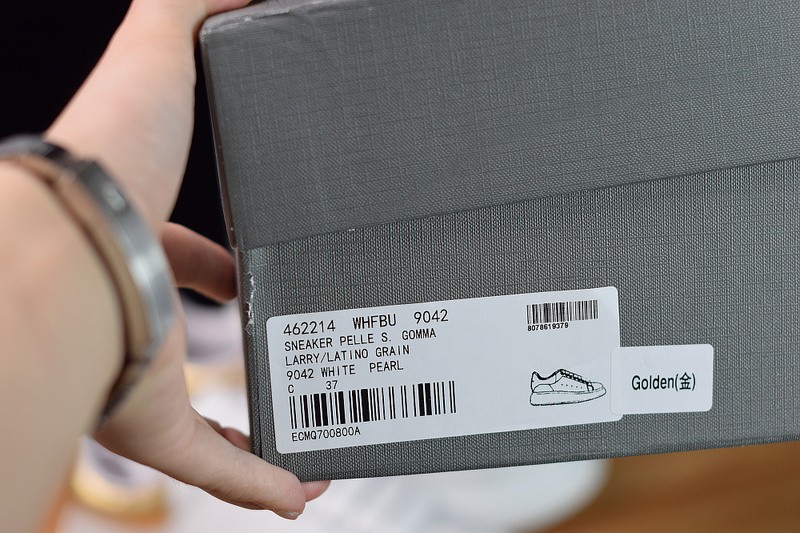 462214 WHFBU 9042
SNEAKER PELLE S. GOMMA
LARRY/LATINO GRAIN
9042 WHITE PEARL
C 37
ECMQ700800A
8078619379
Golden(金)